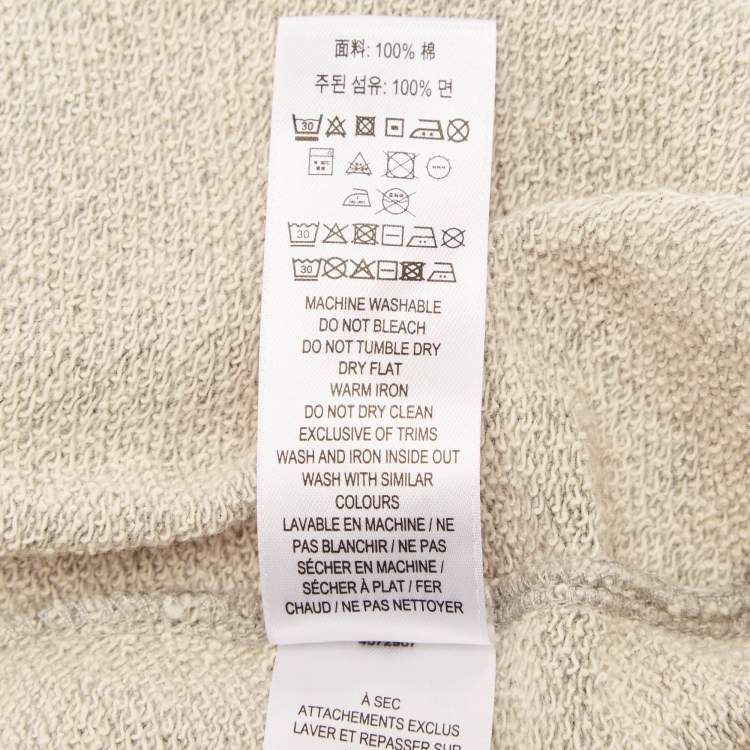 面料: 100% 棉
주된 섬유: 100% 면
30
30
30
MACHINE WASHABLE
DO NOT BLEACH
DO NOT TUMBLE DRY
DRY FLAT
WARM IRON
DO NOT DRY CLEAN
EXCLUSIVE OF TRIMS
WASH AND IRON INSIDE OUT
WASH WITH SIMILAR
COLOURS
LAVABLE EN MACHINE / NE
PAS BLANCHIR / NE PAS
SÉCHER EN MACHINE /
SÉCHER À PLAT / FER
CHAUD / NE PAS NETTOYER
À SEC
ATTACHEMENTS EXCLUS
LAVER ET REPASSER SUR